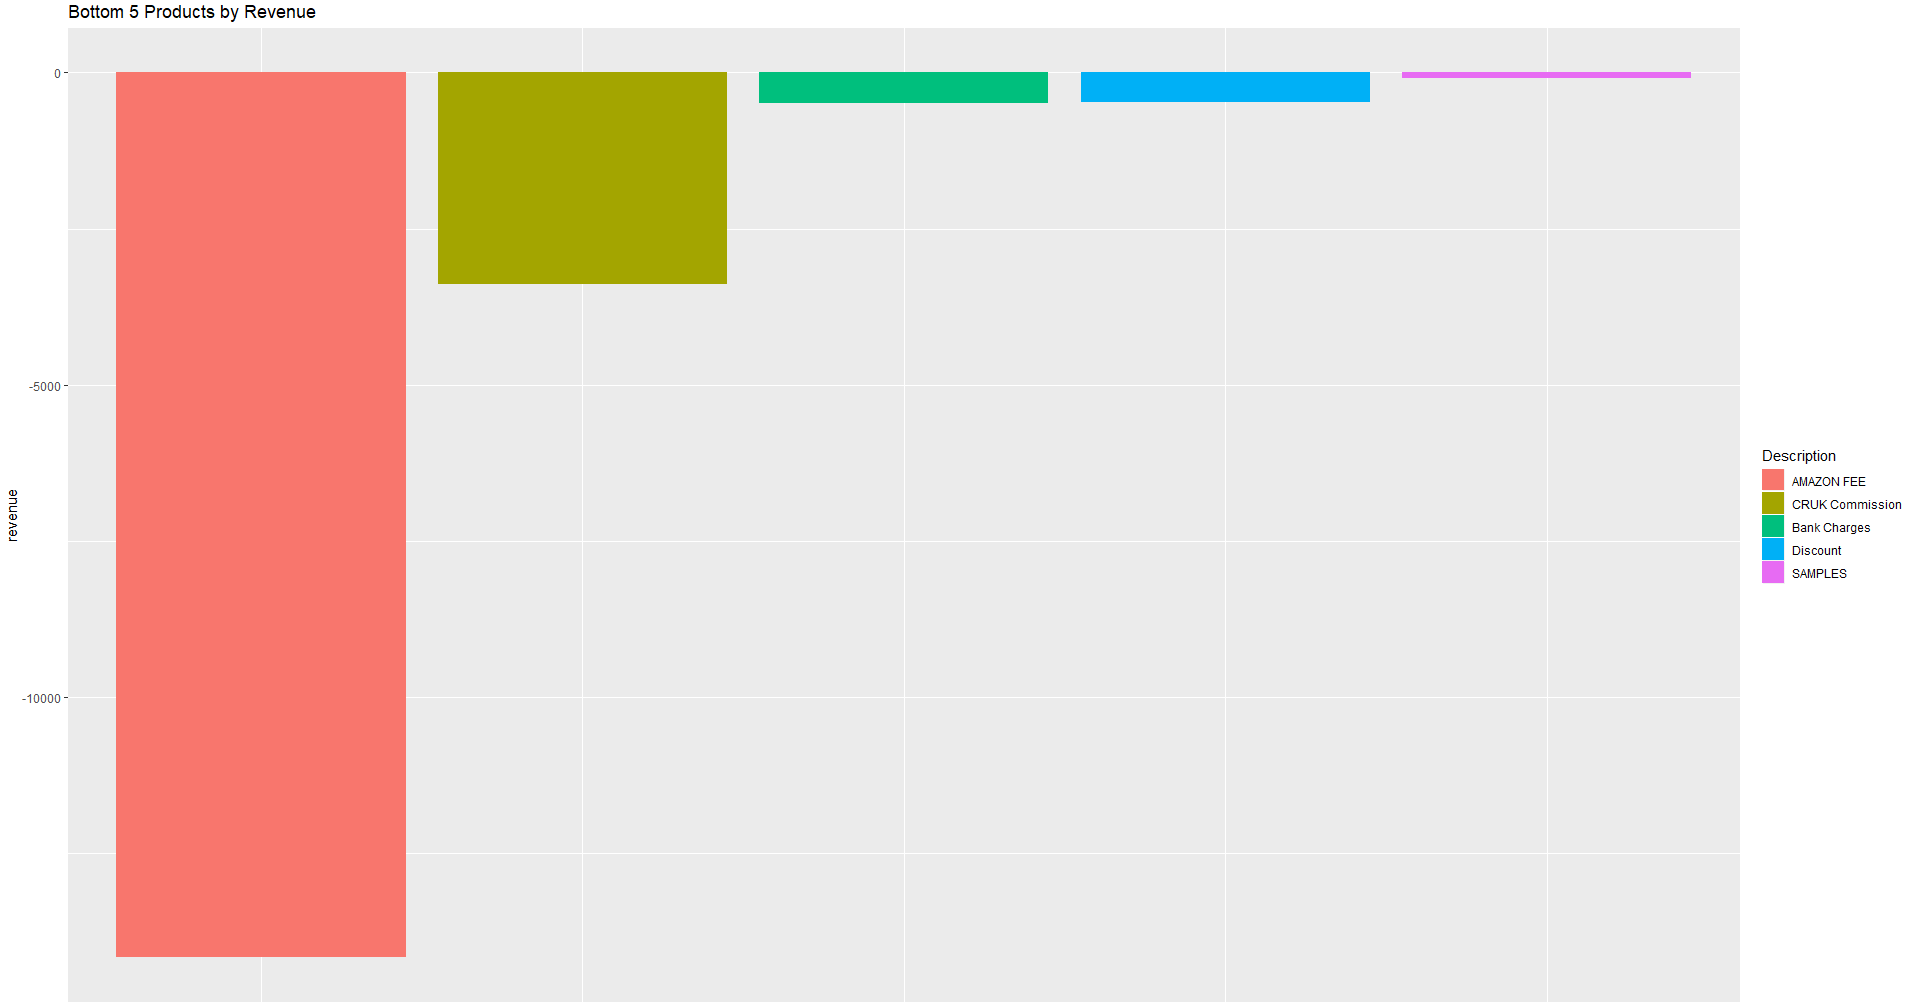 Bottom 5 Products by Revenue
0
-5000
-10000
revenue
Description
AMAZON FEE
CRUK Commission
Bank Charges
Discount
SAMPLES